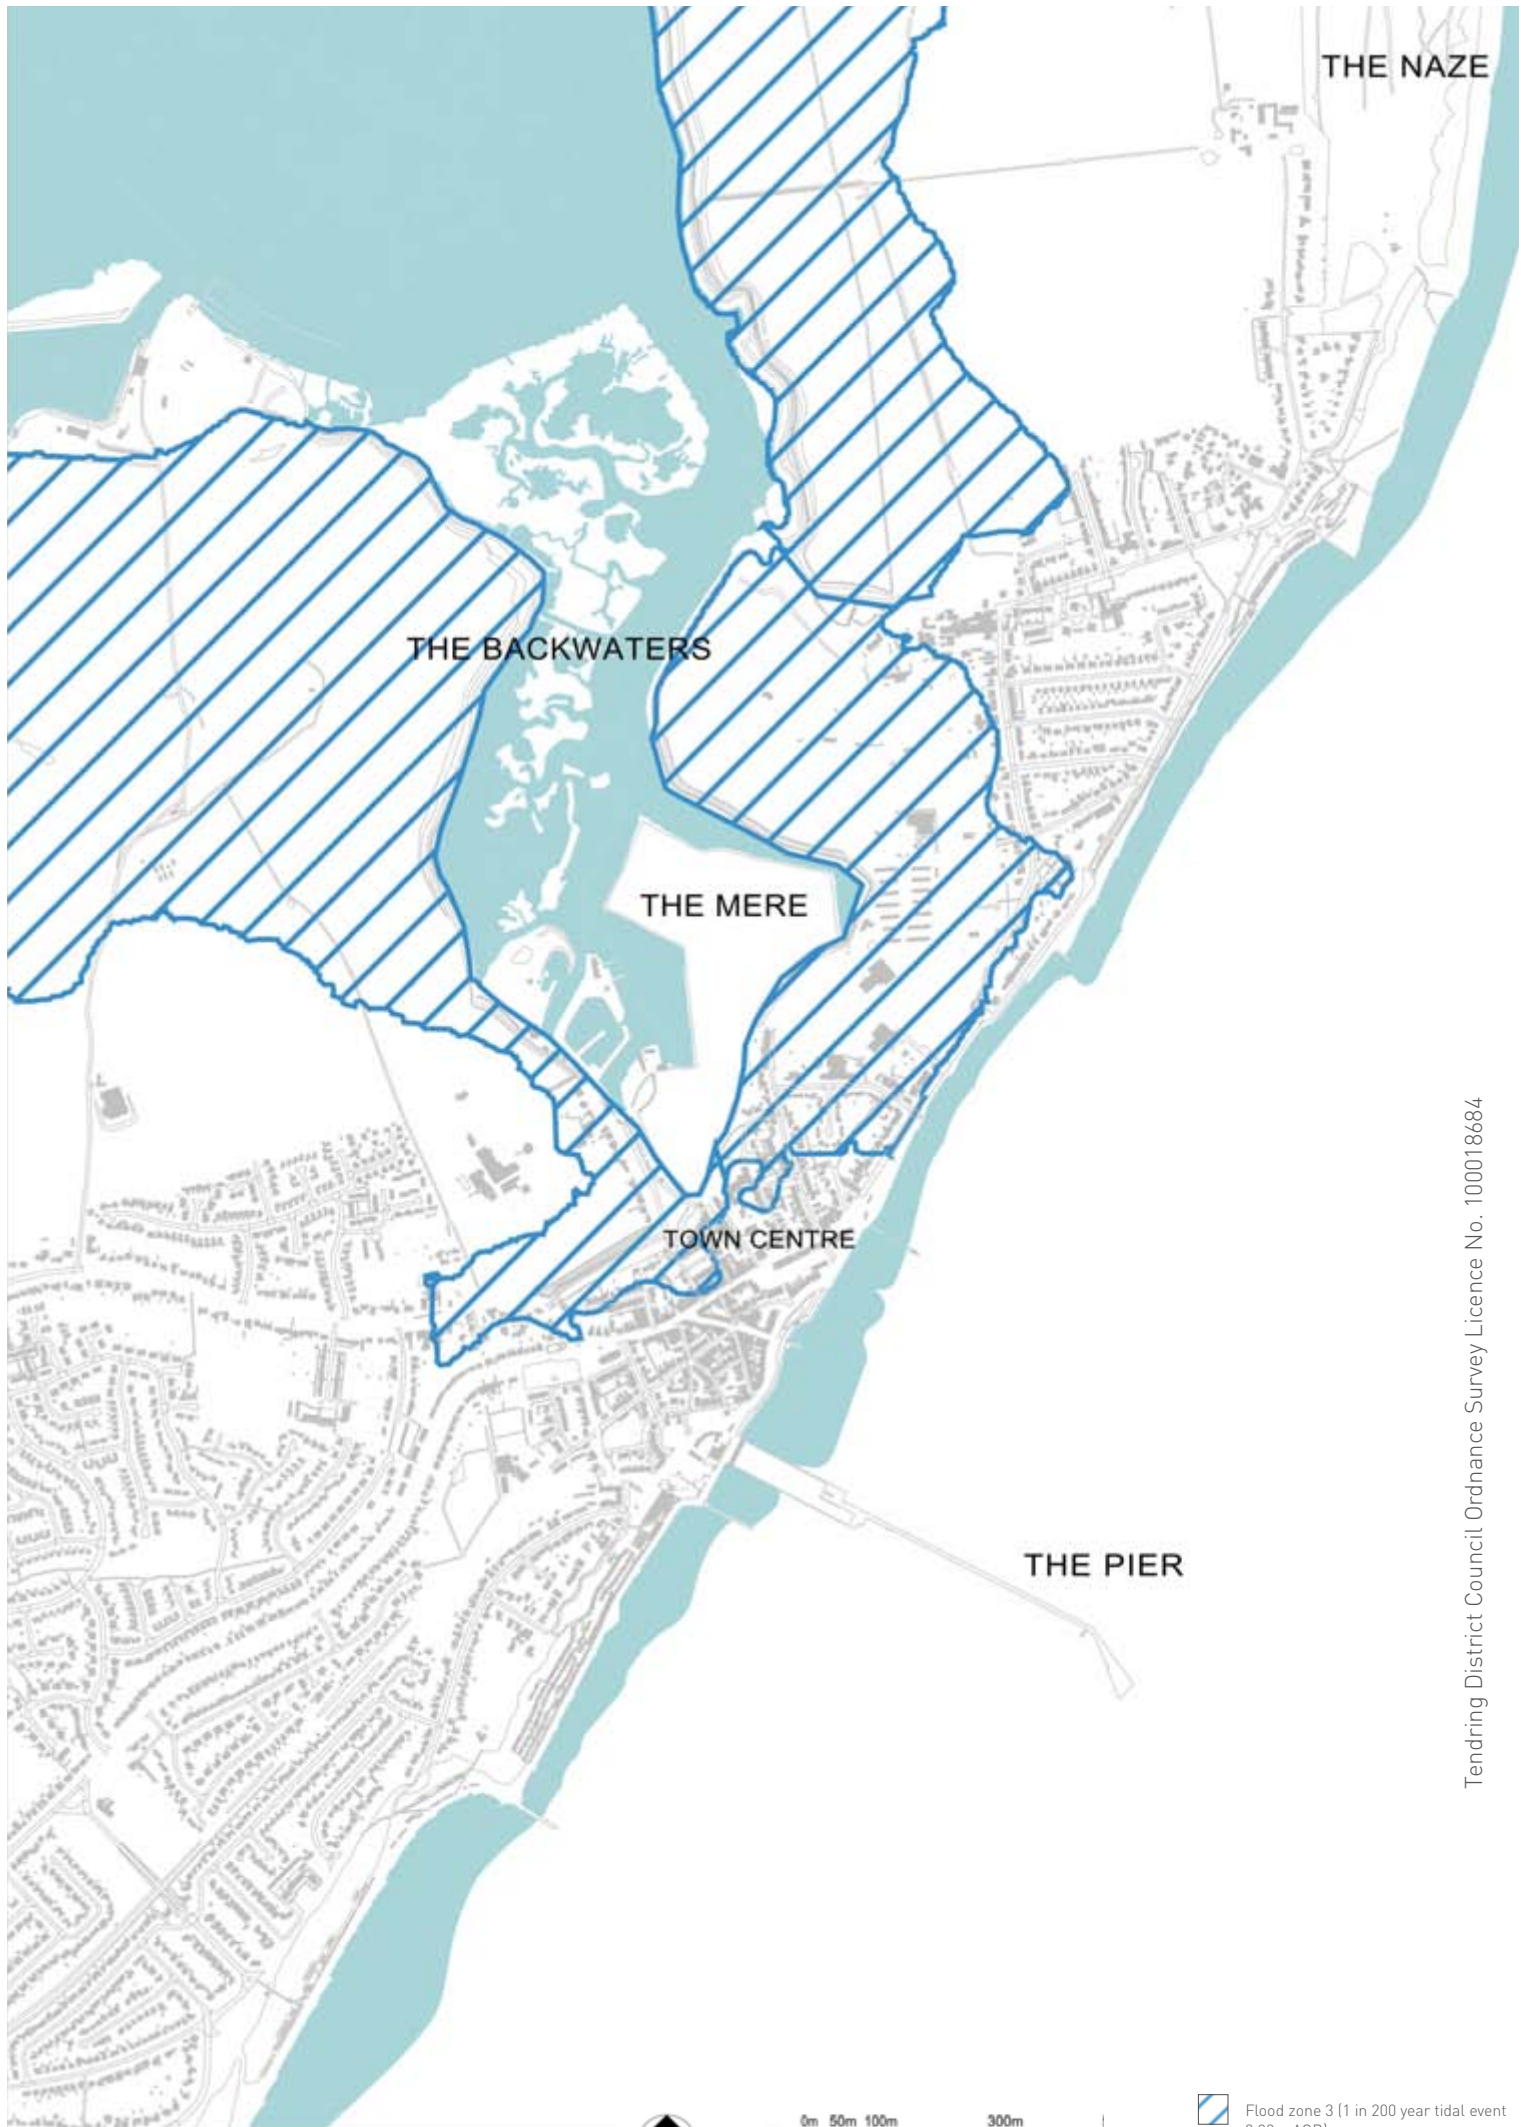 THE NAZE
THE BACKWATERS
THE MERE
TOWN CENTRE
THE PIER
Tendring District Council Ordnance Survey Licence No. 100018684
0m 50m 100m 300m
Flood zone 3 (1 in 200 year tidal event